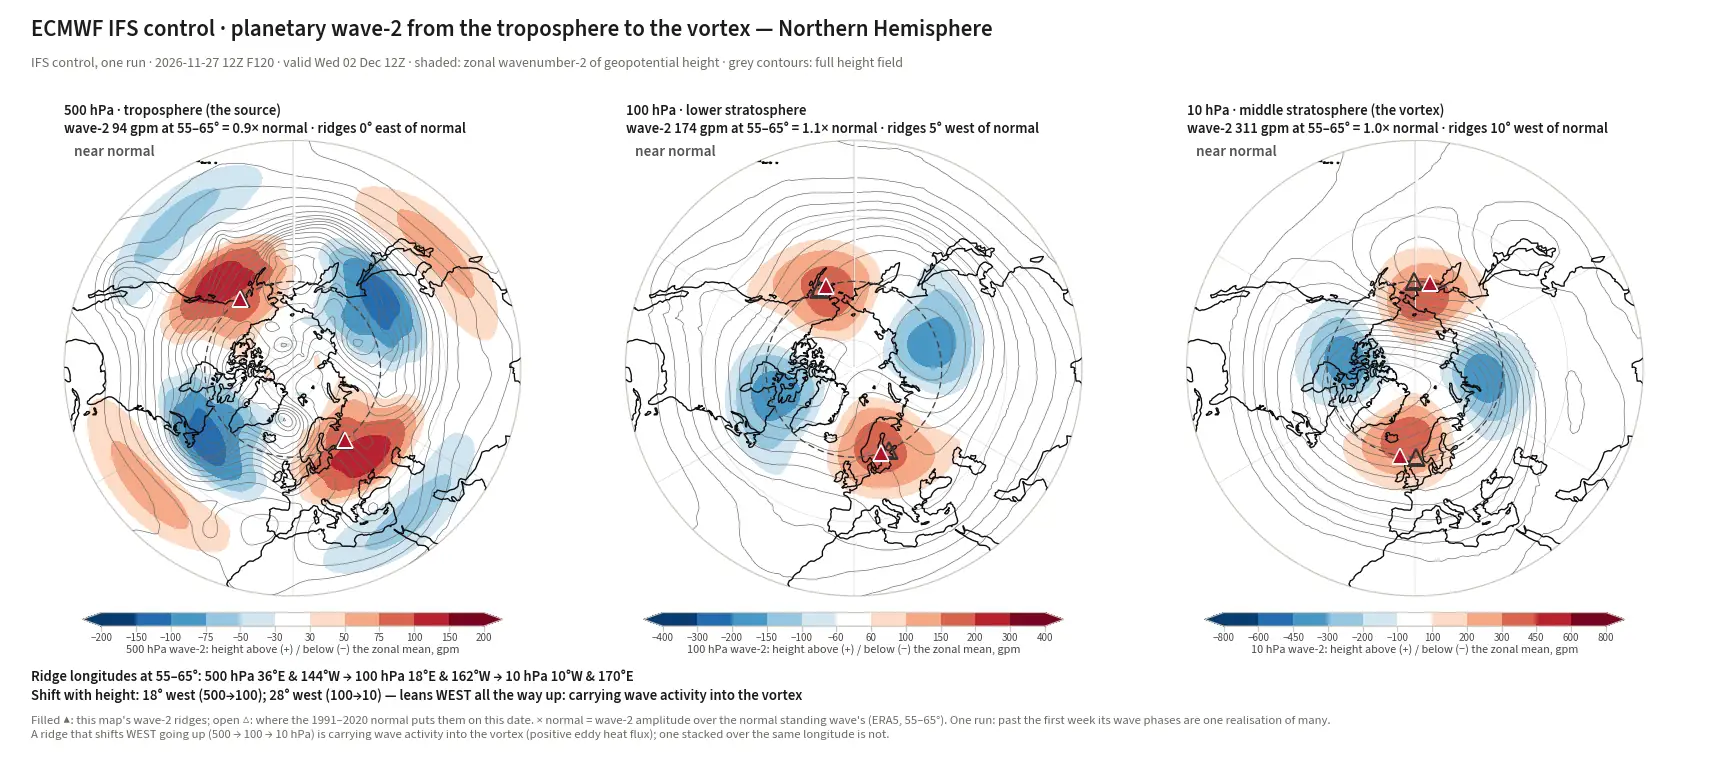 ECMWF IFS control · planetary wave-2 from the troposphere to the vortex — Northern Hemisphere
IFS control, one run · 2026-11-27 12Z F120 · valid Wed 02 Dec 12Z · shaded: zonal wavenumber-2 of geopotential height · grey contours: full height field
500 hPa · troposphere (the source)
wave-2 94 gpm at 55–65° = 0.9× normal · ridges 0° east of normal
near normal
100 hPa · lower stratosphere
wave-2 174 gpm at 55–65° = 1.1× normal · ridges 5° west of normal
near normal
10 hPa · middle stratosphere (the vortex)
wave-2 311 gpm at 55–65° = 1.0× normal · ridges 10° west of normal
near normal
−200 −150 −100 −75 −50 −30 30 50 75 100 150 200
500 hPa wave-2: height above (+) / below (−) the zonal mean, gpm
−400 −300 −200 −150 −100 −60 60 100 150 200 300 400
100 hPa wave-2: height above (+) / below (−) the zonal mean, gpm
−800 −600 −450 −300 −200 −100 100 200 300 450 600 800
10 hPa wave-2: height above (+) / below (−) the zonal mean, gpm
Ridge longitudes at 55–65°: 500 hPa 36°E & 144°W → 100 hPa 18°E & 162°W → 10 hPa 10°W & 170°E
Shift with height: 18° west (500→100); 28° west (100→10) — leans WEST all the way up: carrying wave activity into the vortex
Filled ▲: this map's wave-2 ridges; open △: where the 1991–2020 normal puts them on this date. × normal = wave-2 amplitude over the normal standing wave's (ERA5, 55–65°). One run: past the first week its wave phases are one realisation of many.
A ridge that shifts WEST going up (500 → 100 → 10 hPa) is carrying wave activity into the vortex (positive eddy heat flux); one stacked over the same longitude is not.